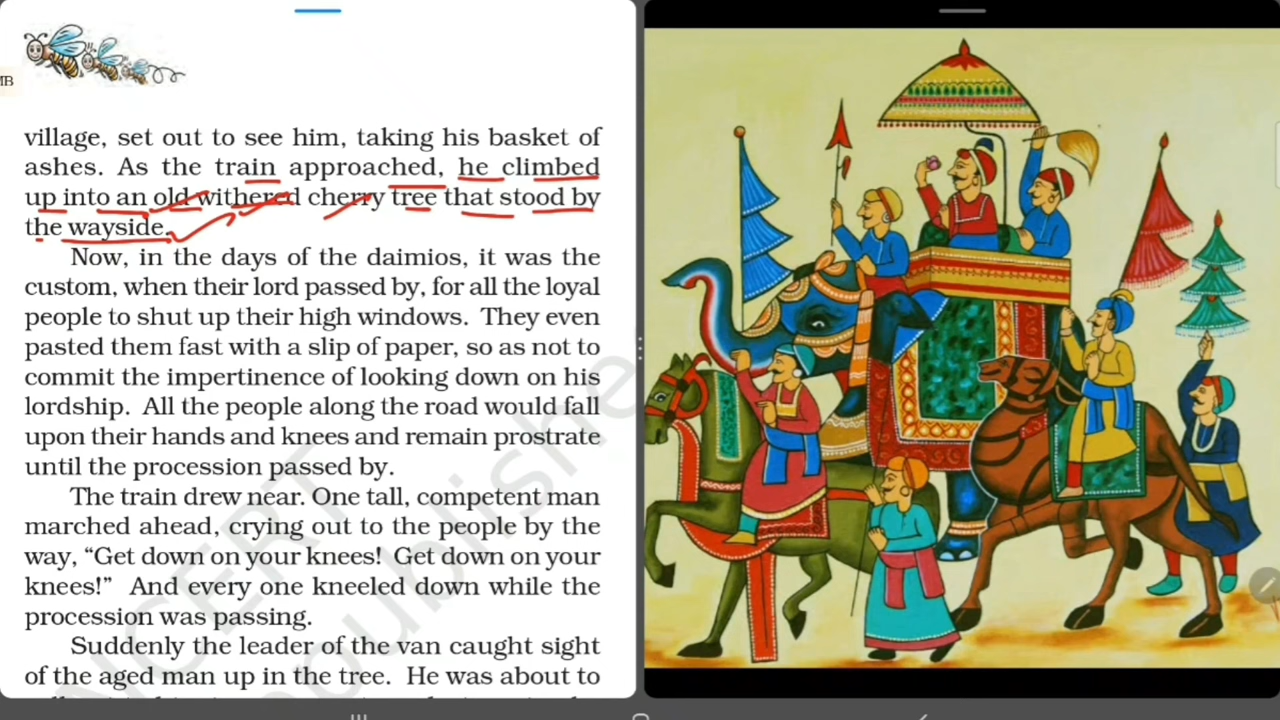 MB
village, set out to see him, taking his basket of
ashes. As the train approached, he climbed
up into an old withered cherry tree that stood by
the wayside.
Now, in the days of the daimios, it was the
custom, when their lord passed by, for all the loyal
people to shut up their high windows. They even
pasted them fast with a slip of paper, so as not to
commit the impertinence of looking down on his
lordship. All the people along the road would fall
upon their hands and knees and remain prostrate
until the procession passed by.
The train drew near. One tall, competent man
marched ahead, crying out to the people by the
way, “Get down on your knees! Get down on your
knees!” And every one kneeled down while the
procession was passing.
Suddenly the leader of the van caught sight
of the aged man up in the tree. He was about to